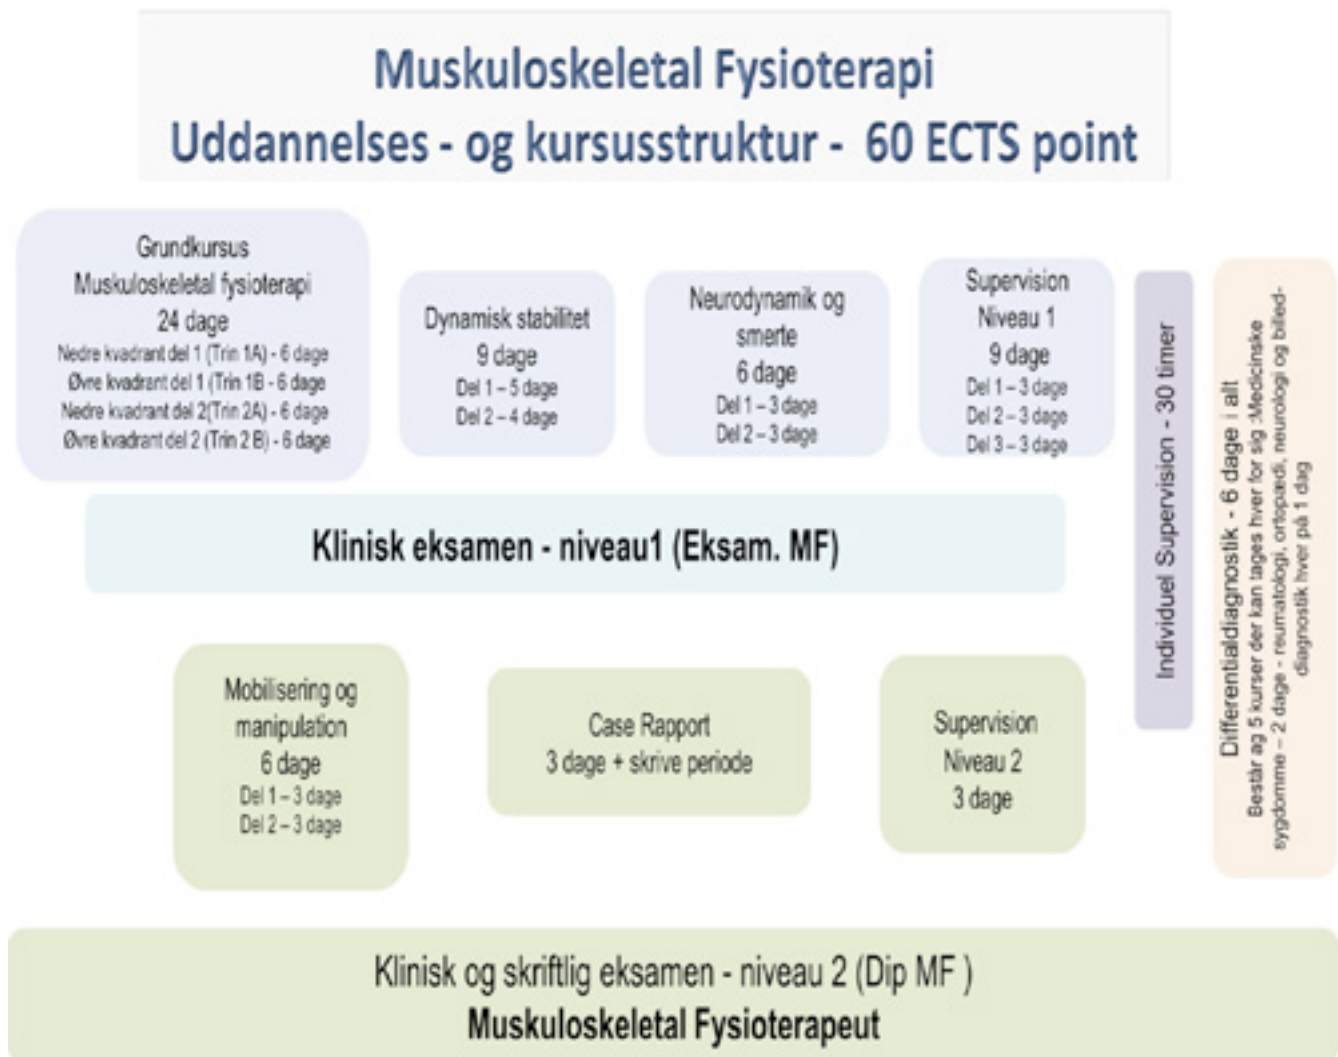 Muskuloskeletal Fysioterapi
Uddannelses - og kursusstruktur - 60 ECTS point
Grundkursus
Muskuloskeletal fysioterapi
24 dage
Nedre kvadrant del 1 (Trin 1A) - 6 dage
Øvre kvadrant del 1 (Trin 1B - 6 dage
Nedre kvadrant del 2(Trin 2A) - 6 dage
Øvre kvadrant del 2 (Trin 2 B) - 6 dage
Dynamisk stabilitet
9 dage
Del 1 – 5 dage
Del 2 – 4 dage
Neurodynamik og
smerte
6 dage
Del 1 – 3 dage
Del 2 – 3 dage
Supervision
Niveau 1
9 dage
Del 1 – 3 dage
Del 2 – 3 dage
Del 3 – 3 dage
Individuel Supervision - 30 timer
Differentialdiagnostik - 6 dage i alt
Består ag 5 kurser der kan tages hver for sig :Medicinske
sygdomme – 2 dage - reumatologi, ortopædi, neurologi og billed-
diagnostik hver på 1 dag
Klinisk eksamen - niveau1 (Eksam. MF)
Mobilisering og
manipulation
6 dage
Del 1 – 3 dage
Del 2 – 3 dage
Case Rapport
3 dage + skrive periode
Supervision
Niveau 2
3 dage
Klinisk og skriftlig eksamen - niveau 2 (Dip MF )
Muskuloskeletal Fysioterapeut